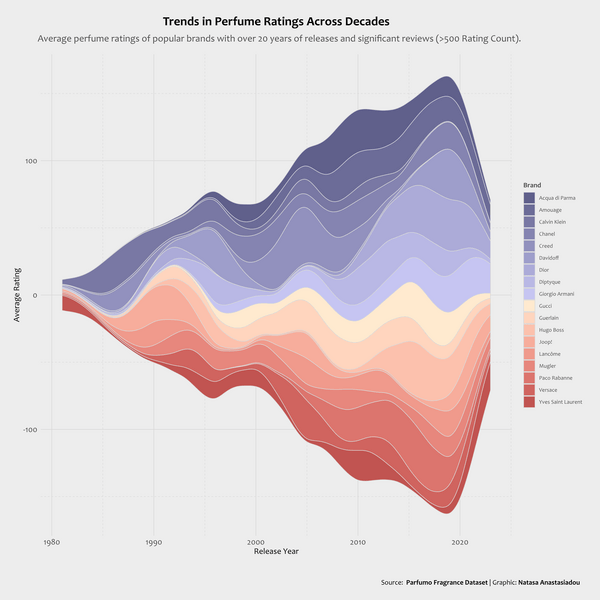 Trends in Perfume Ratings Across Decades
Average perfume ratings of popular brands with over 20 years of releases and significant reviews (>500 Rating Count).
100
0
-100
Average Rating
1980
1990
2000
2010
2020
Release Year
Brand
Acqua di Parma
Amouage
Calvin Klein
Chanel
Creed
Davidoff
Dior
Diptyque
Giorgio Armani
Gucci
Guerlain
Hugo Boss
Joop!
Lancôme
Mugler
Paco Rabanne
Versace
Yves Saint Laurent
Source: Parfumo Fragrance Dataset | Graphic: Natasa Anastasiadou